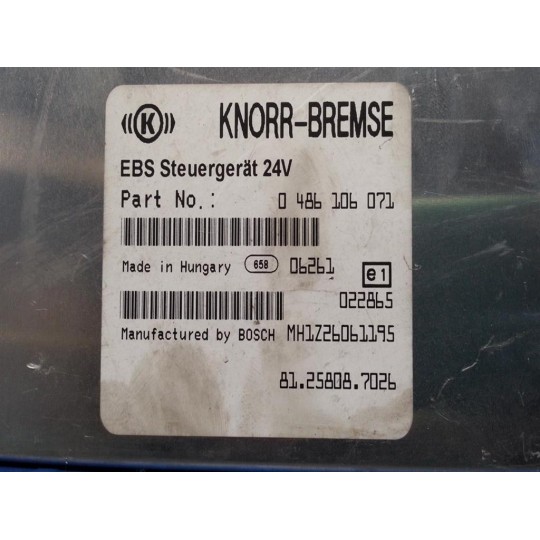 ((K)) KNORR-BREMSE
EBS Steuergerät 24V
Part No.: 0 486 106 071
Made in Hungary 658 06261 e1
022865
Manufactured by BOSCH MH1Z2606119S
81.25808.7026